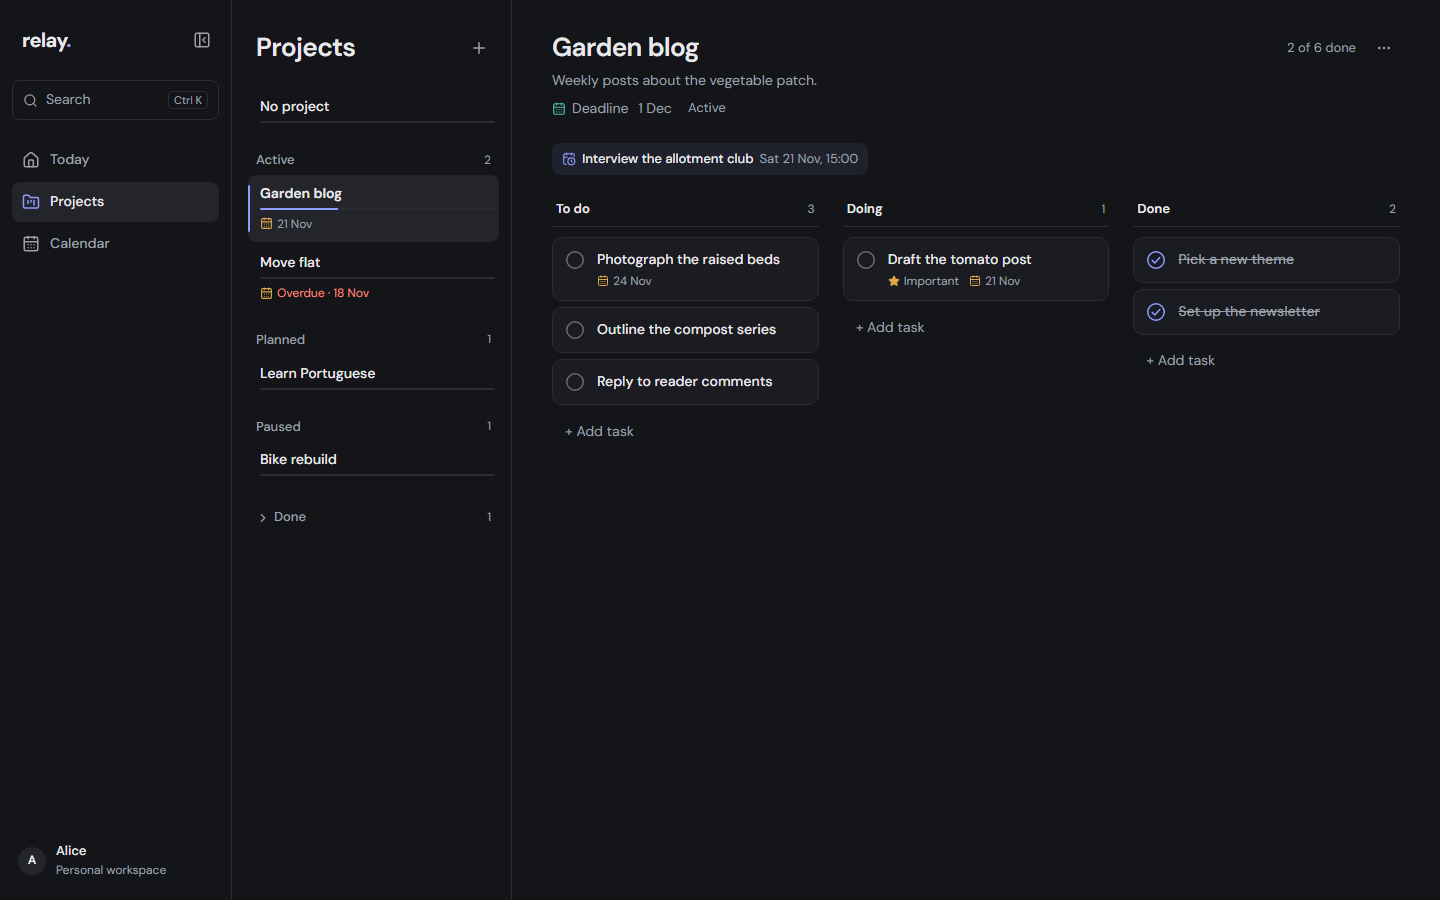 relay.
Search Ctrl K
Today
Projects
Calendar
A
Alice
Personal workspace
Projects
No project
Active 2
Garden blog
21 Nov
Move flat
Overdue · 18 Nov
Planned 1
Learn Portuguese
Paused 1
Bike rebuild
Done 1
Garden blog
2 of 6 done
Weekly posts about the vegetable patch.
Deadline 1 Dec Active
Interview the allotment club Sat 21 Nov, 15:00
To do 3
Photograph the raised beds
24 Nov
Outline the compost series
Reply to reader comments
+ Add task
Doing 1
Draft the tomato post
Important 21 Nov
+ Add task
Done 2
Pick a new theme
Set up the newsletter
+ Add task